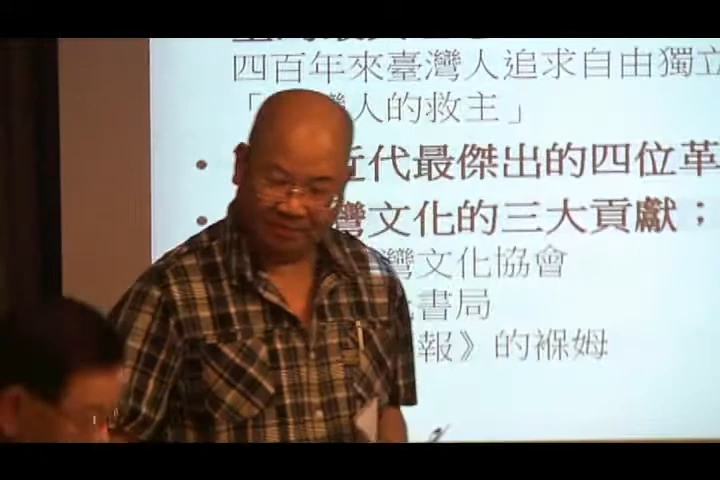 四百年來臺灣人追求自由獨立
「 灣人的救主」
• 近代最傑出的四位革
• 灣文化的三大貢獻；
灣文化協會
書局
報》的褓姆